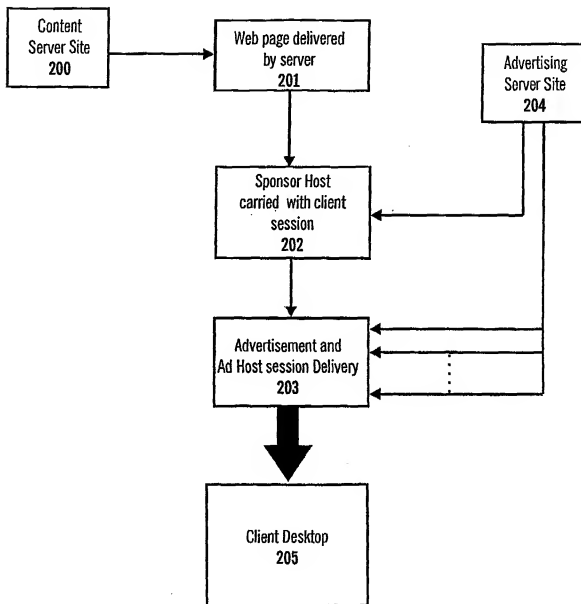 Content
Server Site
200
Web page delivered
by server
201
Advertising
Server Site
204
Sponsor Host
carried with client
session
202
Advertisement and
Ad Host session Delivery
203
Client Desktop
205